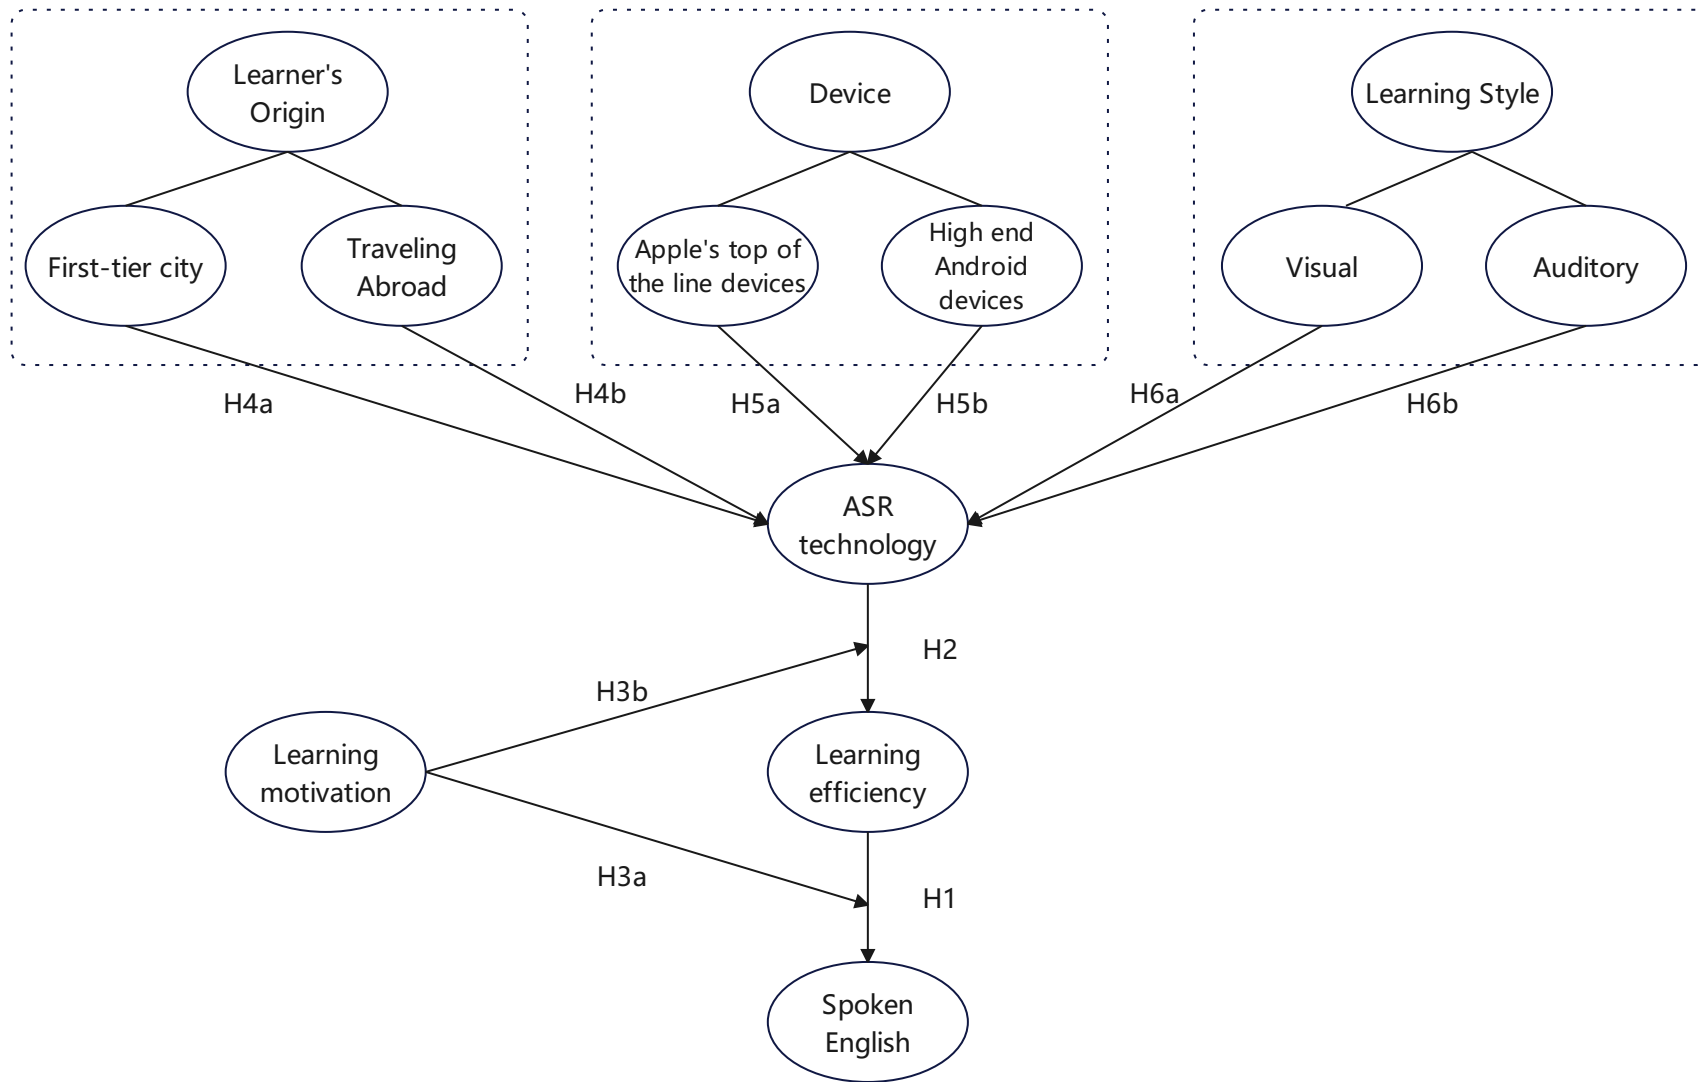 Learner's
Origin
Device
Learning Style
First-tier city
Traveling
Abroad
Apple's top of
the line devices
High end
Android
devices
Visual
Auditory
H4a
H4b
H5a
H5b
H6a
H6b
ASR
technology
H2
H3b
Learning
motivation
Learning
efficiency
H3a
H1
Spoken
English